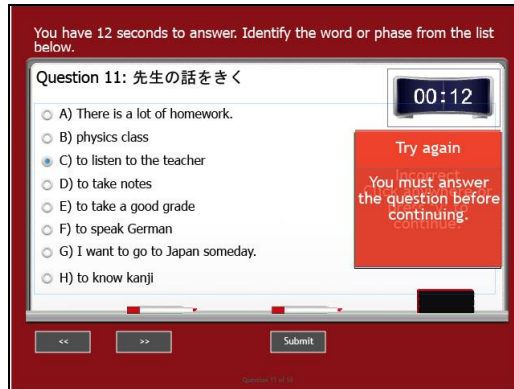 You have 12 seconds to answer. Identify the word or phase from the list
below.
Question 11: 先生の話をきく
00:12
A) There is a lot of homework.
B) physics class
C) to listen to the teacher
D) to take notes
E) to take a good grade
F) to speak German
G) I want to go to Japan someday.
H) to know kanji
Try again
Incorrect
You must answer
the question before
continuing.
continue.
<<
>>
Submit